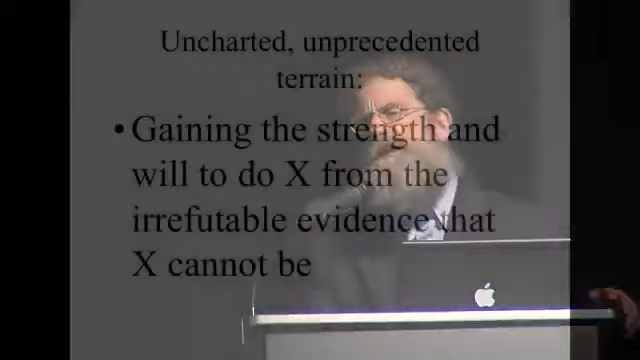 Uncharted, unprecedented
terrain:
• Gaining the strength and
will to do X from the
irrefutable evidence that
X cannot be